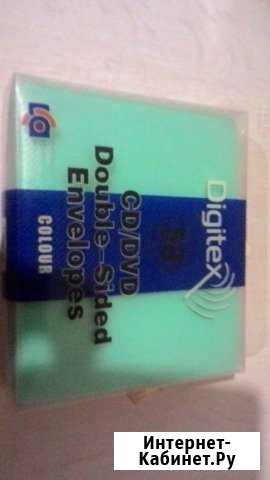 Digitex
50
CD/DVD
Double-Sided
Envelopes
COLOUR
Интернет-
Кабинет.Ру